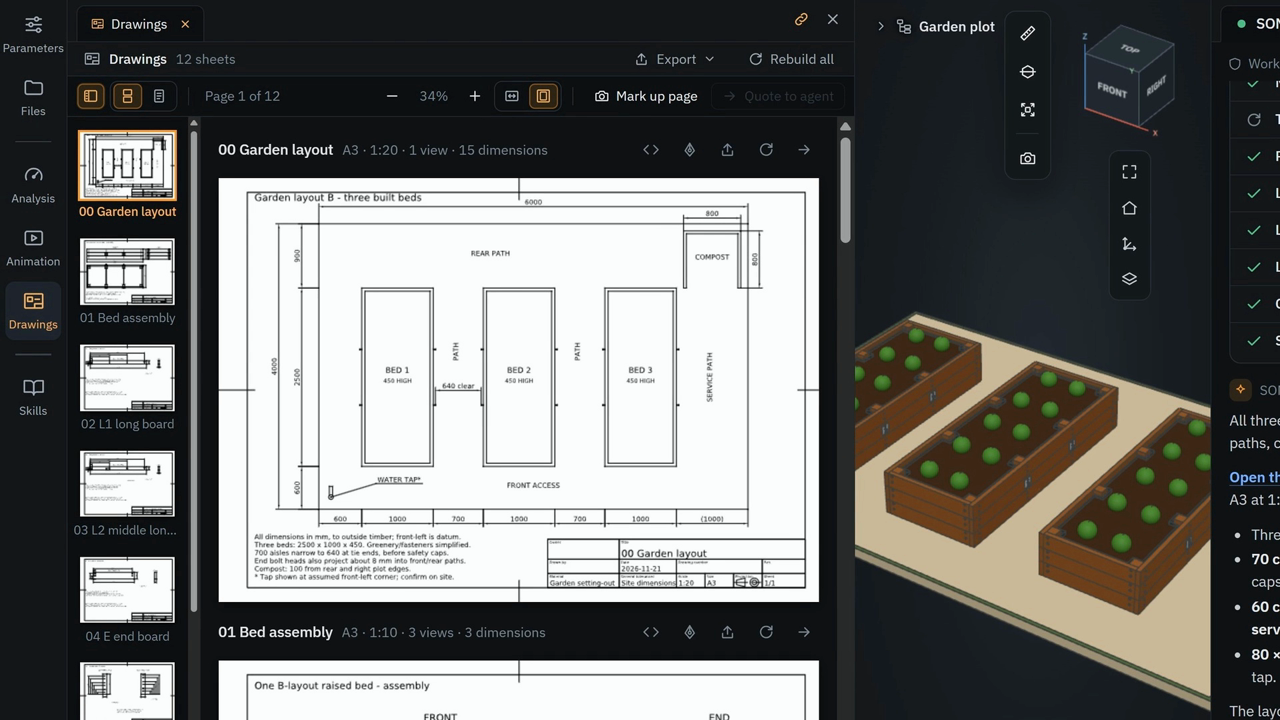 Parameters
Files
Analysis
Animation
Drawings
Skills
Drawings
Drawings 12 sheets
Export
Rebuild all
Page 1 of 12
34%
Mark up page
Quote to agent
00 Garden layout
01 Bed assembly
02 L1 long board
03 L2 middle lon...
04 E end board
00 Garden layout A3 · 1:20 · 1 view · 15 dimensions
Garden layout B - three built beds
6000
800
REAR PATH
COMPOST
800
990
4000
2500
600
BED 1
450 HIGH
PATH
640 clear
BED 2
450 HIGH
PATH
BED 3
450 HIGH
SERVICE PATH
WATER TAP*
FRONT ACCESS
600 1000 700 1000 700 1000 (1000)
All dimensions in mm, to outside timber; front-left is datum.
Three beds: 2500 x 1000 x 450. Greenery/fasteners simplified.
700 aisles narrow to 640 at tie ends, before safety caps.
End bolt heads also project about 8 mm into front/rear paths.
Compost: 100 from rear and right plot edges.
* Tap shown at assumed front-left corner; confirm on site.
00 Garden layout
2026-11-21
Garden setting-out
Site dimensions
1:20
A3
1/1
01 Bed assembly A3 · 1:10 · 3 views · 3 dimensions
One B-layout raised bed - assembly
FRONT
END
Garden plot
Z
TOP
Y
FRONT
RIGHT
X
SON
Work
All three
paths, c
Open th
A3 at 1:
Thre
70 c
caps
60 c
serv
80 ×
tap.
The layo